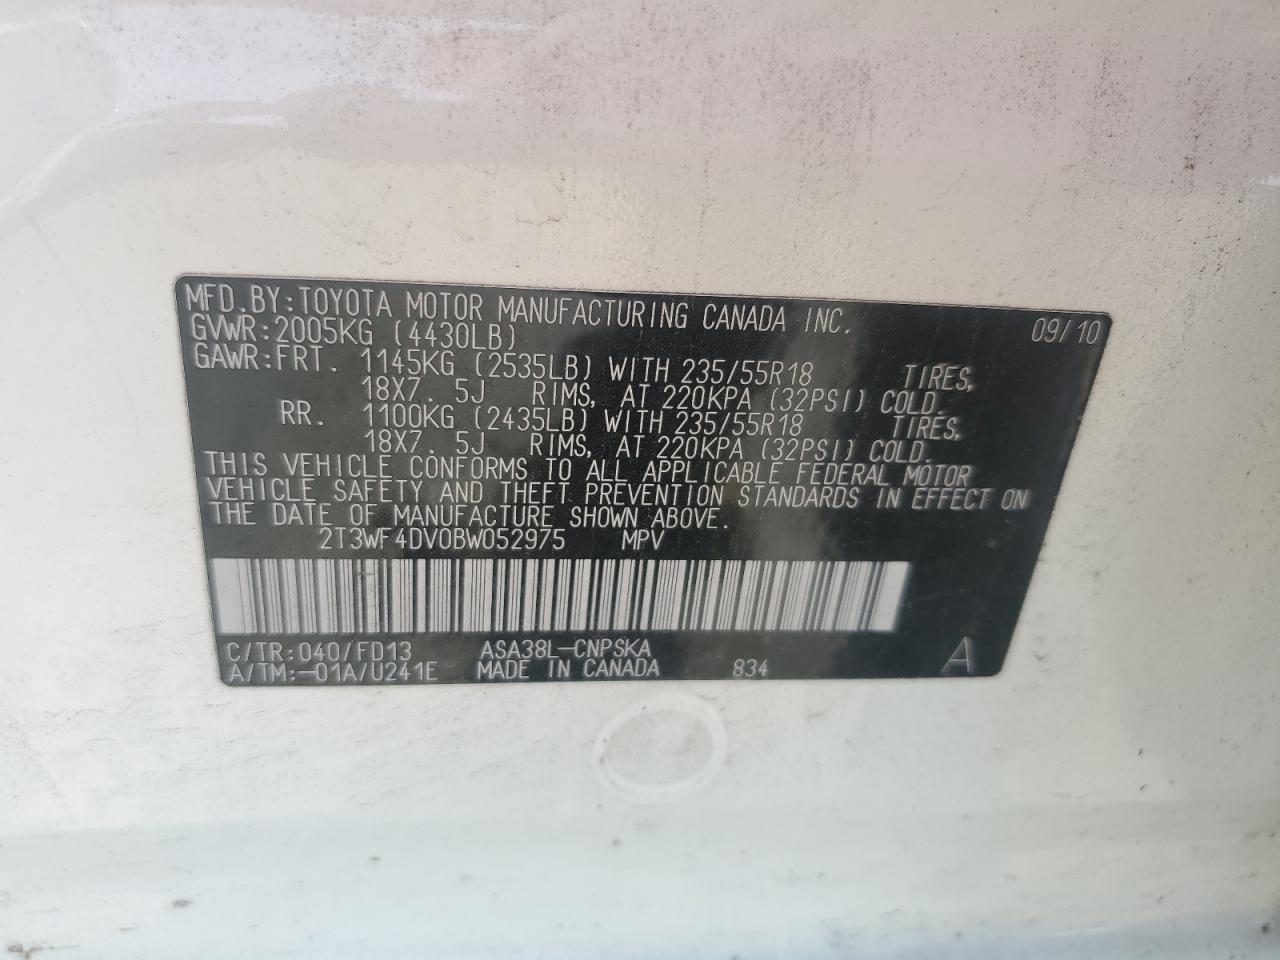 MFD.BY:TOYOTA MOTOR MANUFACTURING CANADA INC. 09/10
GVWR:2005KG (4430LB)
GAWR:FRT. 1145KG (2535LB) WITH 235/55R18 TIRES,
18X7. 5J RIMS, AT 220KPA (32PSI) COLD.
RR. 1100KG (2435LB) WITH 235/55R18 TIRES,
18X7. 5J RIMS, AT 220KPA (32PSI) COLD.
THIS VEHICLE CONFORMS TO ALL APPLICABLE FEDERAL MOTOR
VEHICLE SAFETY AND THEFT PREVENTION STANDARDS IN EFFECT ON
THE DATE OF MANUFACTURE SHOWN ABOVE.
2T3WF4DV0BW052975 MPV
C/TR:040/FD13 ASA38L-CNPSKA
A/TM:-01A/U241E MADE IN CANADA 834 A